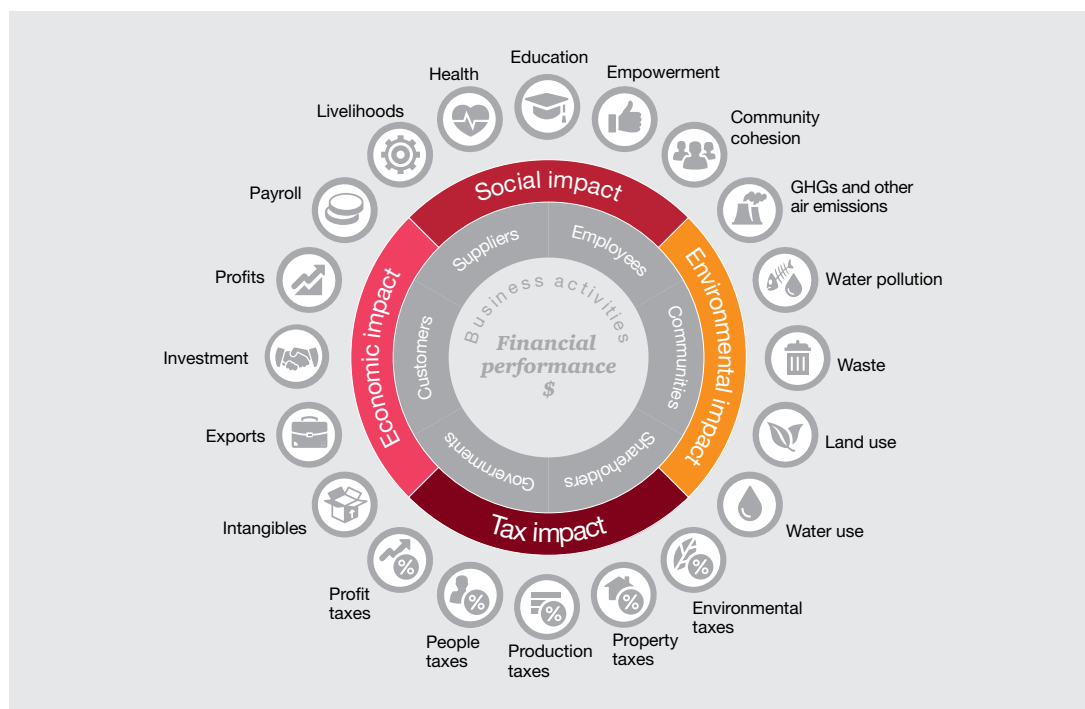 Education
Health
Empowerment
Livelihoods
Community
cohesion
Payroll
GHGs and other
air emissions
Profits
Water pollution
Investment
Waste
Exports
Land use
Intangibles
Water use
Profit
taxes
People
taxes
Production
taxes
Property
taxes
Environmental
taxes
Social impact
Environmental impact
Tax impact
Economic impact
Suppliers
Employees
Communities
Shareholders
Governments
Customers
Business activities
Financial
performance
$
%
%
%
%
%